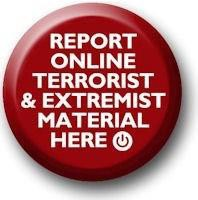 REPORT
ONLINE
TERRORIST
& EXTREMIST
MATERIAL
HERE